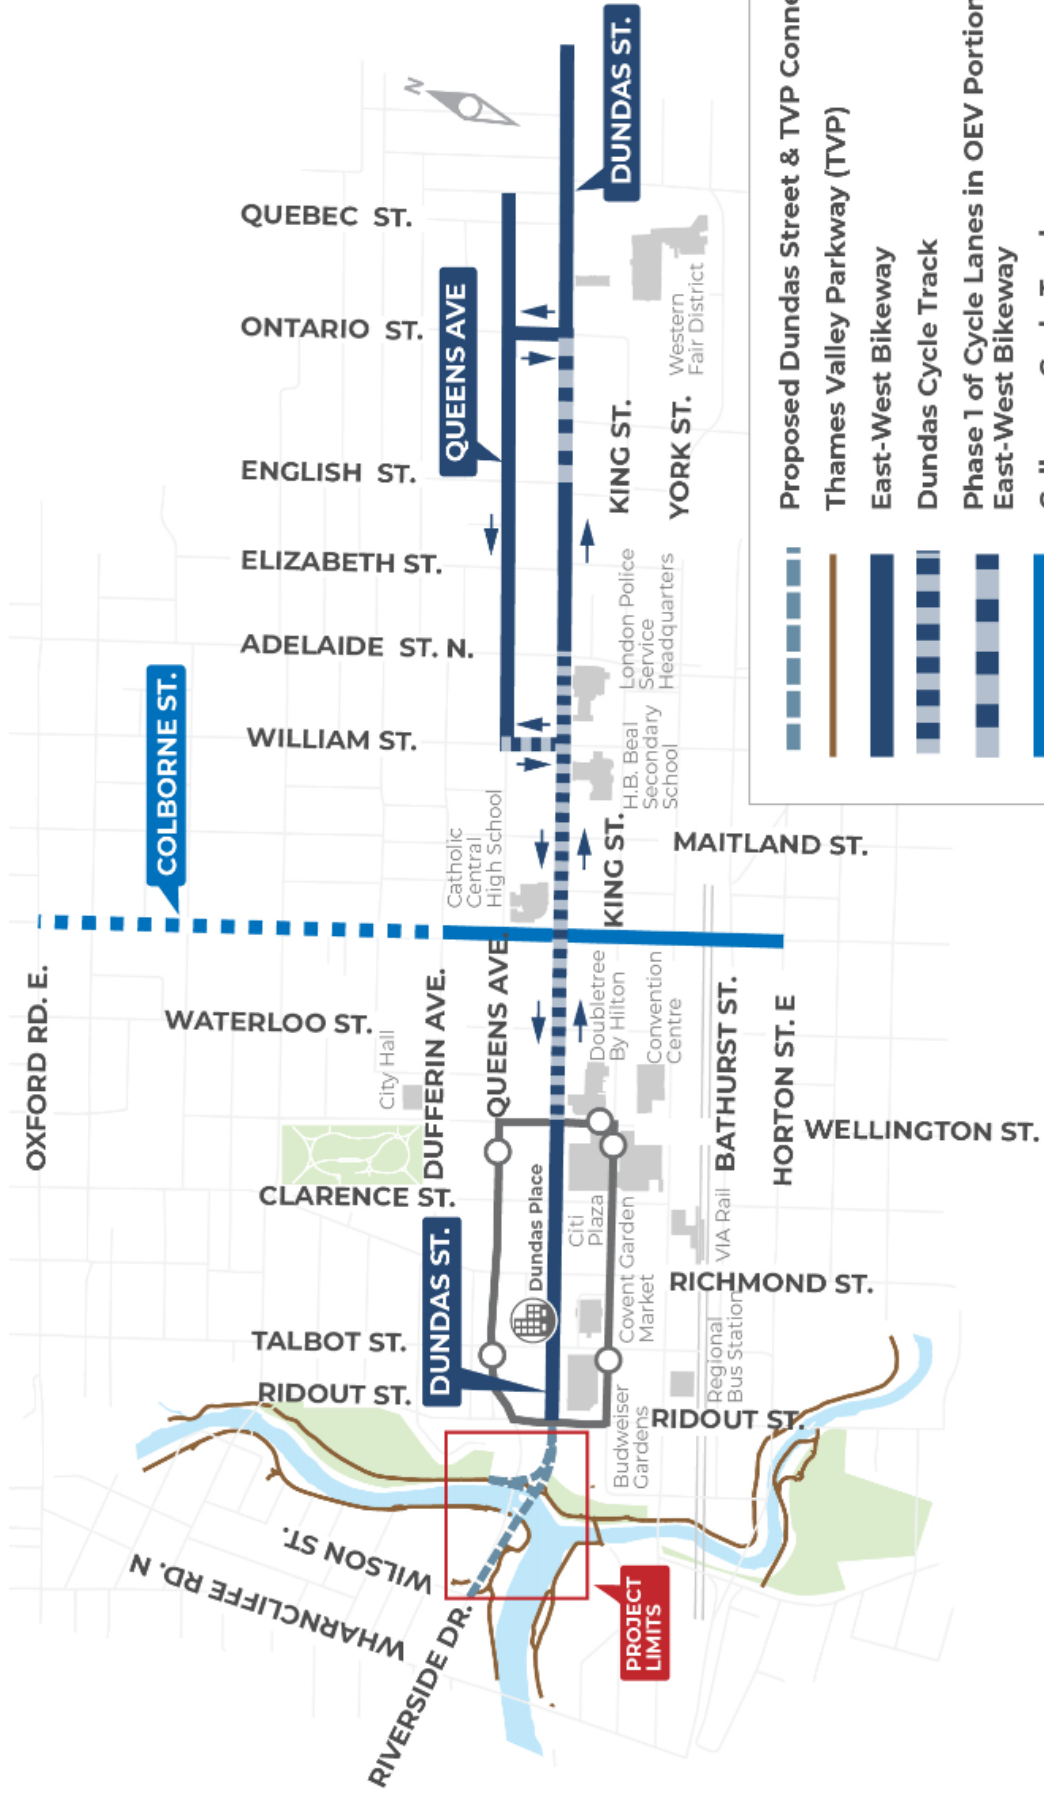 OXFORD RD. E.
COLBORNE ST.
WATERLOO ST.
City Hall
DUFFERIN AVE.
QUEENS AVE.
CLARENCE ST.
TALBOT ST.
RIDOUT ST.
DUNDAS ST.
Dundas Place
WHARNCLIFFE RD. N
WILSON ST.
RIVERSIDE DR.
PROJECT
LIMITS
Budweiser
Gardens
RIDOUT ST.
Covent Garden
Market
Citi
Plaza
Regional
Bus Station
RICHMOND ST.
VIA Rail
BATHURST ST.
HORTON ST. E
WELLINGTON ST.
Doubletree
By Hilton
Convention
Centre
Catholic
Central
High School
KING ST.
MAITLAND ST.
H.B. Beal
Secondary
School
London Police
Service
Headquarters
WILLIAM ST.
ADELAIDE ST. N.
ELIZABETH ST.
ENGLISH ST.
ONTARIO ST.
QUEBEC ST.
QUEENS AVE
KING ST.
YORK ST.
Western
Fair District
DUNDAS ST.
N
Proposed Dundas Street & TVP
Thames Valley Parkway (TVP)
East-West Bikeway
Dundas Cycle Track
Phase 1 of Cycle Lanes in OEV Portion
East-West Bikeway